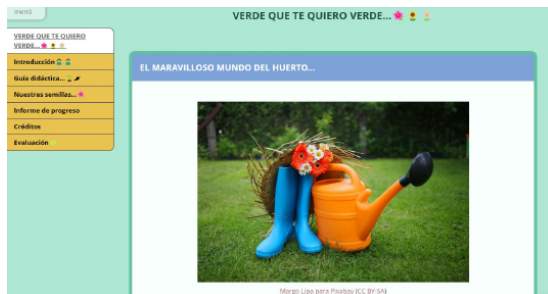 menú
VERDE QUE TE QUIERO VERDE...
VERDE QUE TE QUIERO
VERDE...
Introducción
Guía didáctica...
Nuestras semillas...
Informe de progreso
Créditos
Evaluación
EL MARAVILLOSO MUNDO DEL HUERTO...
Margo Lipa para Pixabay (CC BY-SA)